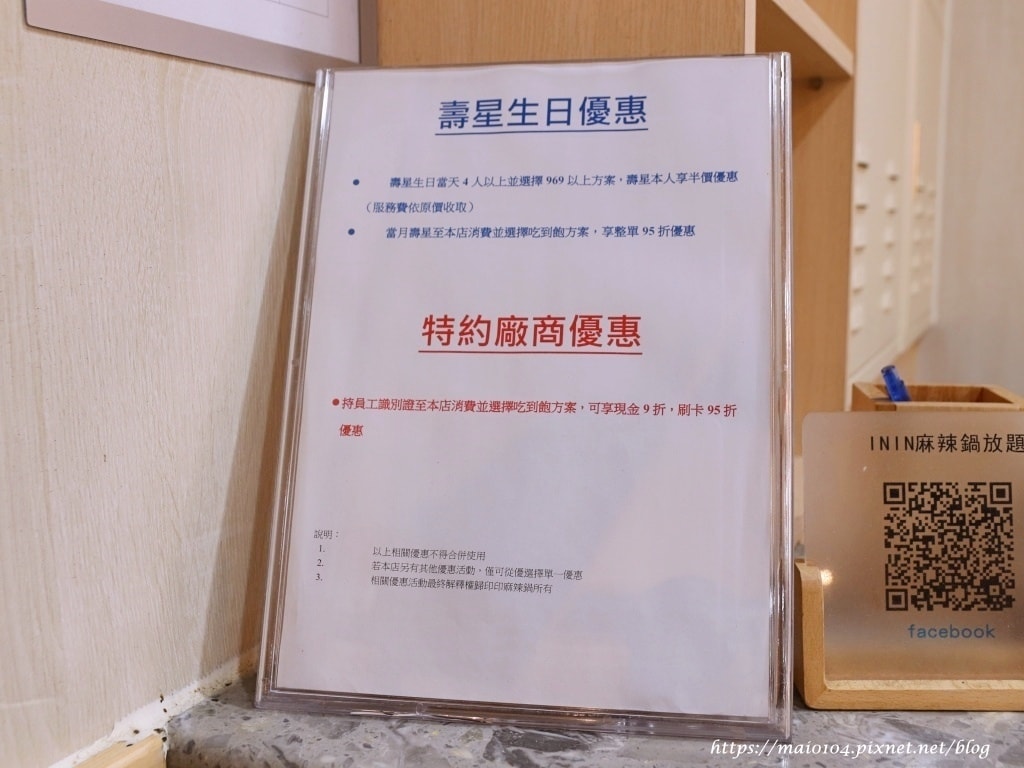 壽星生日優惠
● 壽星生日當天 4 人以上並選擇 969 以上方案，壽星本人享半價優惠
（服務費依原價收取）
● 當月壽星至本店消費並選擇吃到飽方案，享整單 95 折優惠
特約廠商優惠
●持員工識別證至本店消費並選擇吃到飽方案，可享現金 9 折，刷卡 95 折
優惠
說明：
1. 以上相關優惠不得合併使用
2. 若本店另有其他優惠活動，僅可從優選擇單一優惠
3. 相關優惠活動最終解釋權歸印印麻辣鍋所有
ININ麻辣鍋放題
facebook
https://maio104.pixnet.net/blog